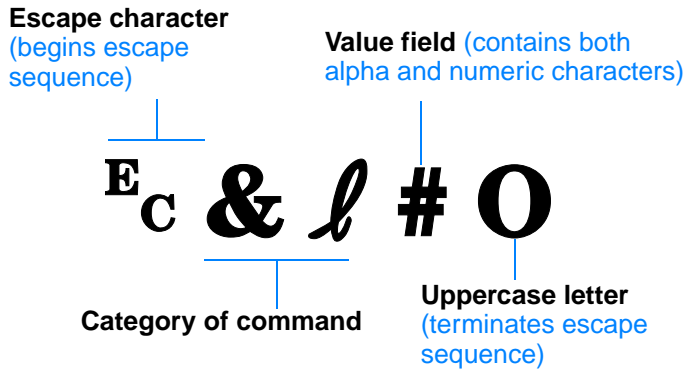 Escape character
(begins escape
sequence)
Value field (contains both
alpha and numeric characters)
E C & ℓ # O
Category of command
Uppercase letter
(terminates escape
sequence)